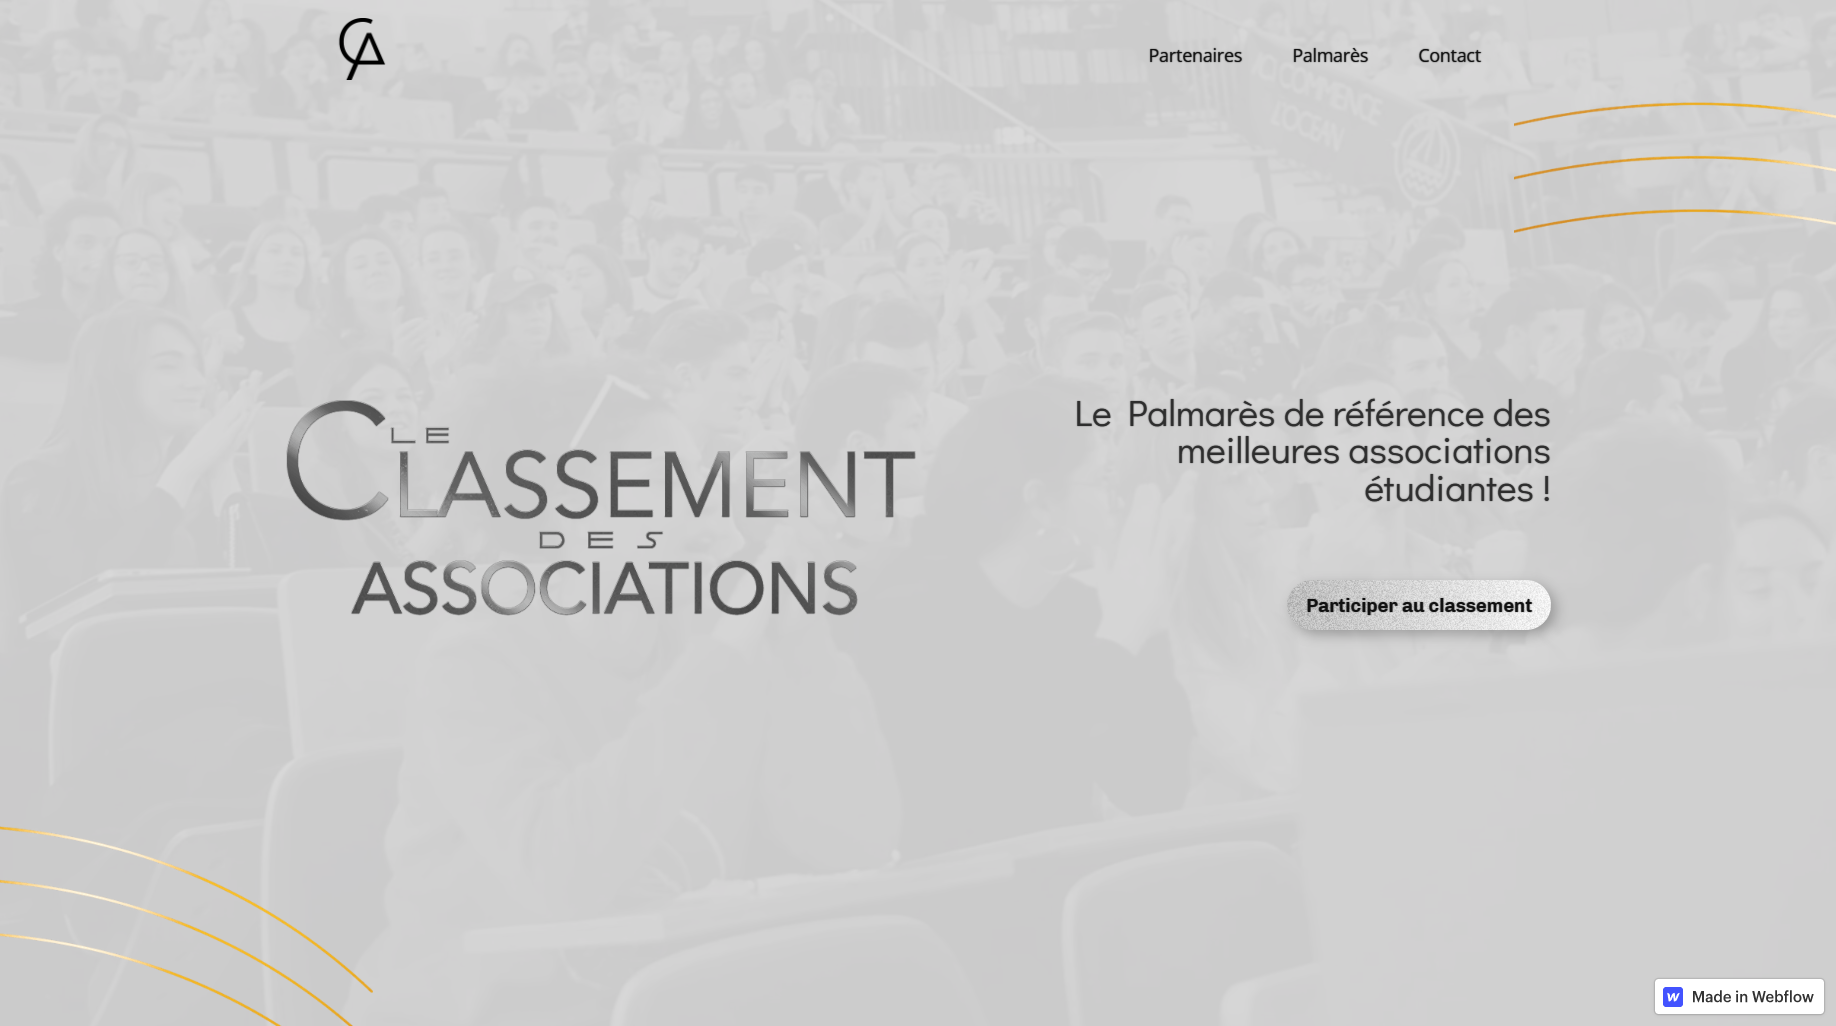 CA
Partenaires
Palmarès
Contact
LE
CLASSEMENT
DES
ASSOCIATIONS
Le Palmarès de référence des
meilleures associations
étudiantes !
Participer au classement
Made in Webflow